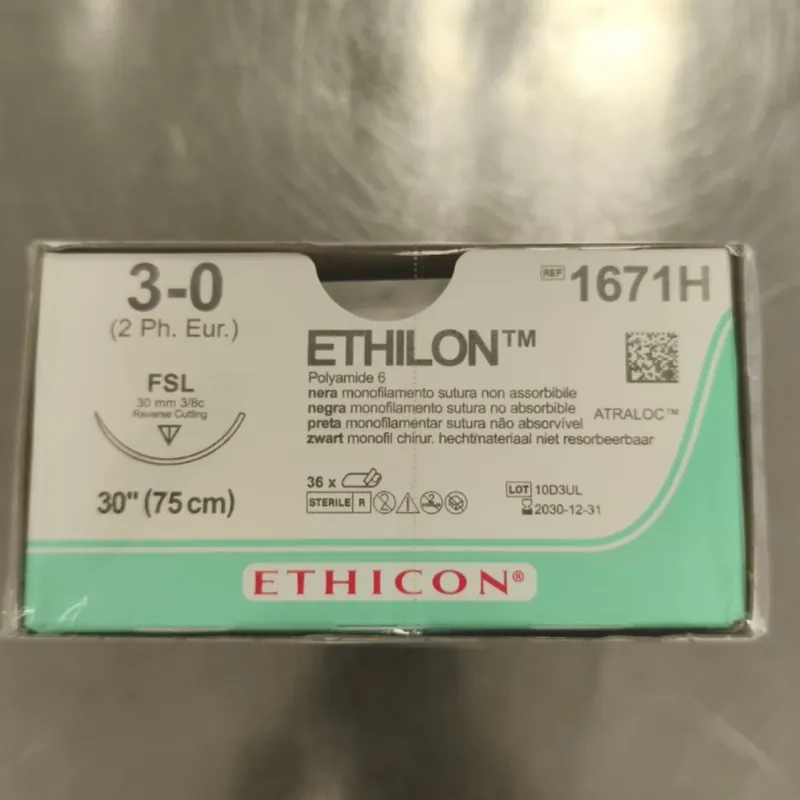 3-0
(2 Ph. Eur.)
FSL
30 mm 3/8c
Reverse Cutting
30" (75 cm)
REF 1671H
ETHILON™
Polyamide 6
nera monofilamento sutura non assorbibile
negra monofilamento sutura no absorbible
preta monofilamentar sutura não absorvível
zwart monofil chirur. hechtmateriaal niet resorbeerbaar
ATRALOC™
36 x
STERILE R
2
LOT 10D3UL
2030-12-31
ETHICON®